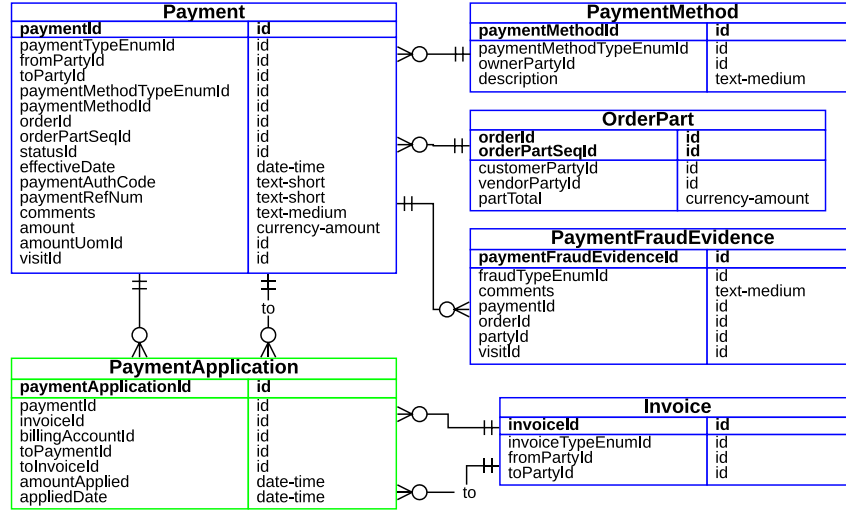 Payment
paymentId id
paymentTypeEnumId id
fromPartyId id
toPartyId id
paymentMethodTypeEnumId id
paymentMethodId id
orderId id
orderPartSeqId id
statusId id
effectiveDate date-time
paymentAuthCode text-short
paymentRefNum text-short
comments text-medium
amount currency-amount
amountUomId id
visitId id
PaymentMethod
paymentMethodId id
paymentMethodTypeEnumId id
ownerPartyId id
description text-medium
OrderPart
orderId id
orderPartSeqId id
customerPartyId id
vendorPartyId id
partTotal currency-amount
PaymentFraudEvidence
paymentFraudEvidenceId id
fraudTypeEnumId id
comments text-medium
paymentId id
orderId id
partyId id
visitId id
to
PaymentApplication
paymentApplicationId id
paymentId id
invoiceId id
billingAccountId id
toPaymentId id
toInvoiceId id
amountApplied date-time
appliedDate date-time
Invoice
invoiceId id
invoiceTypeEnumId id
fromPartyId id
toPartyId id
to